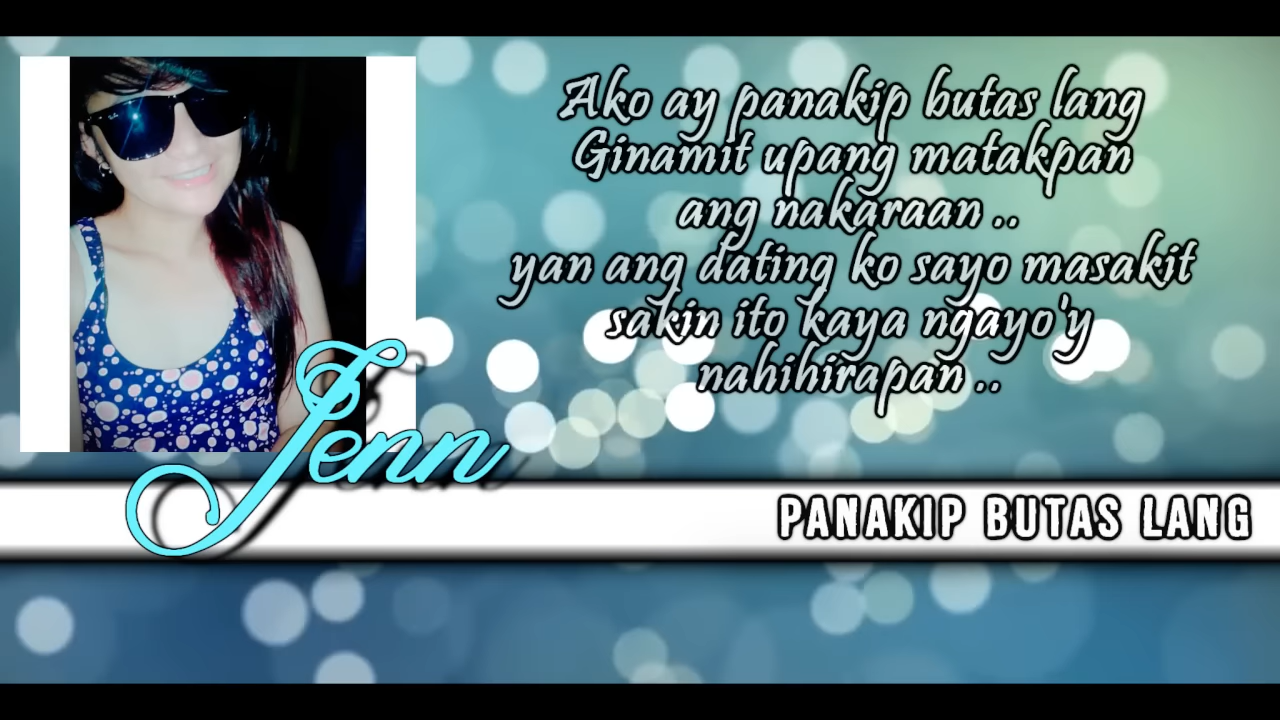 Ako ay panakip butas lang
Ginamit upang matakpan
ang nakaraan ..
yan ang dating ko sayo masakit
sakin ito kaya ngayo'y
nahihirapan ..
Jenn
PANAKIP BUTAS LANG